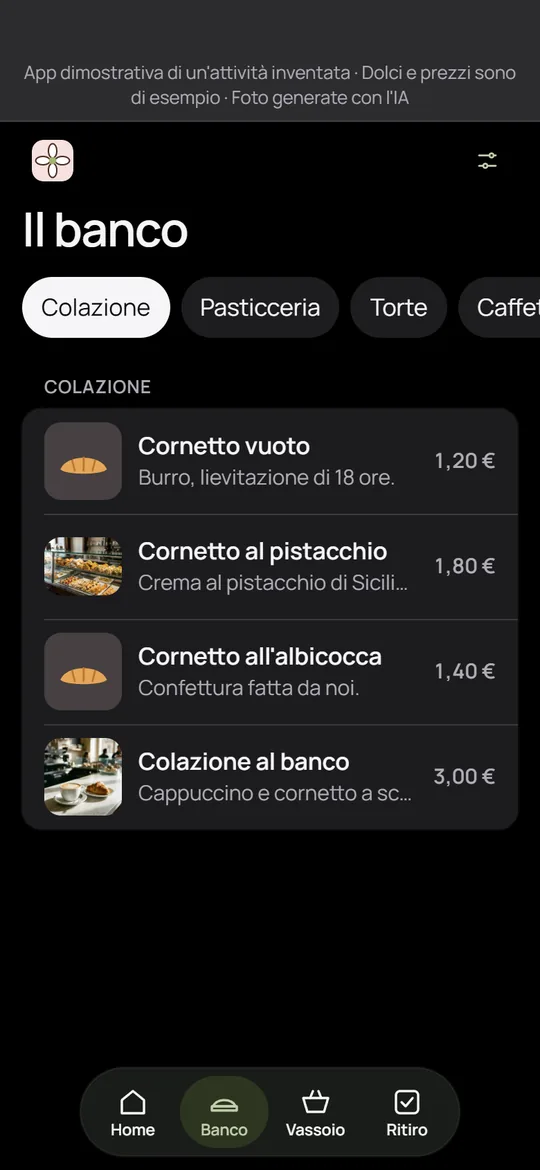 App dimostrativa di un'attività inventata · Dolci e prezzi sono
di esempio · Foto generate con l'IA
Il banco
Colazione
Pasticceria
Torte
Caffet
COLAZIONE
Cornetto vuoto
Burro, lievitazione di 18 ore.
1,20 €
Cornetto al pistacchio
Crema al pistacchio di Sicili…
1,80 €
Cornetto all'albicocca
Confettura fatta da noi.
1,40 €
Colazione al banco
Cappuccino e cornetto a sc…
3,00 €
Home
Banco
Vassoio
Ritiro